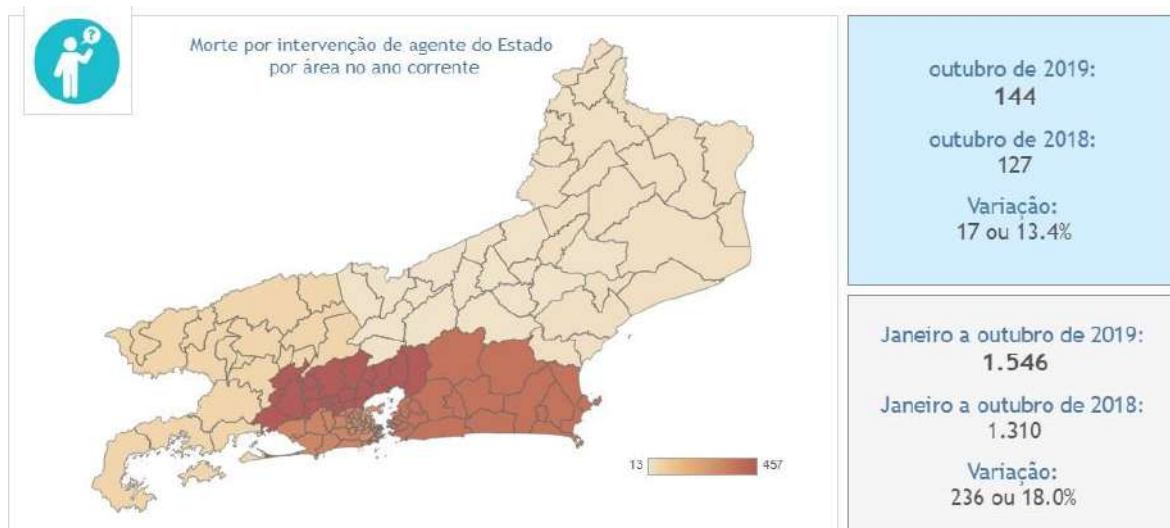 ?
Morte por intervenção de agente do Estado
por área no ano corrente
13
457
outubro de 2019:
144
outubro de 2018:
127
Variação:
17 ou 13.4%
Janeiro a outubro de 2019:
1.546
Janeiro a outubro de 2018:
1.310
Variação:
236 ou 18.0%